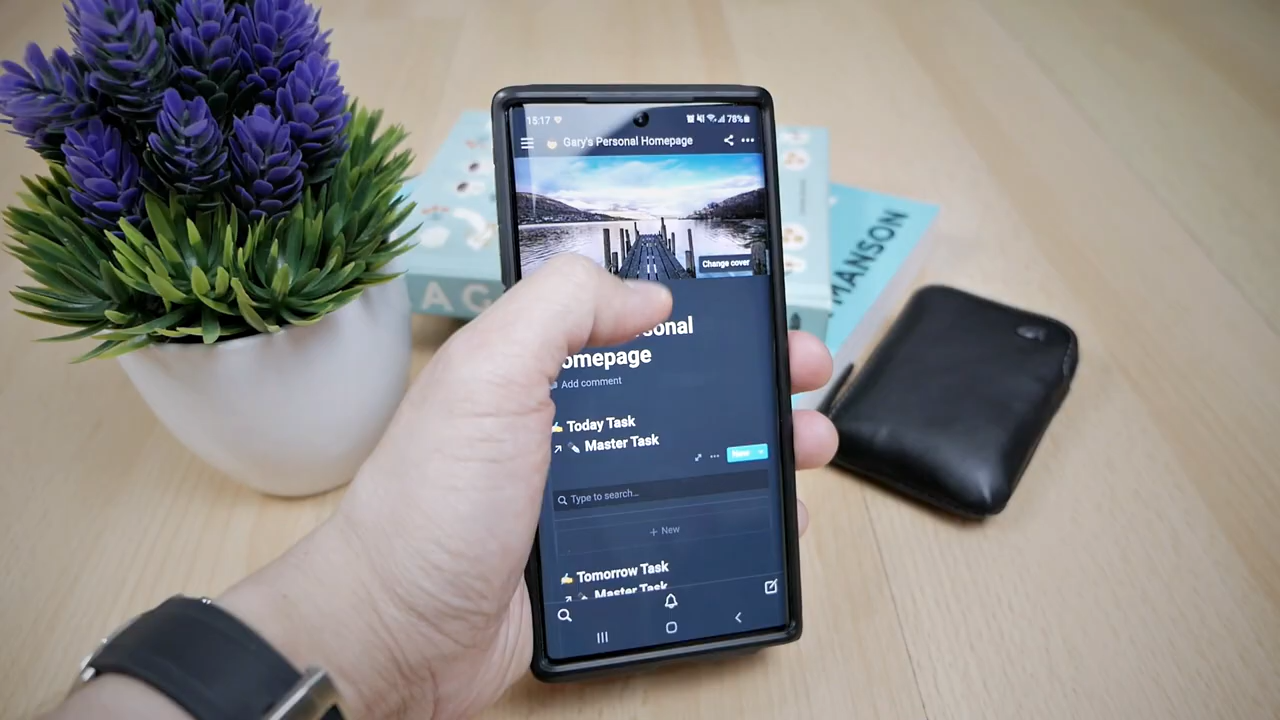 15:17
78%
Gary's Personal Homepage
Change cover
omepage
Add comment
Today Task
Master Task
New
Type to search...
+ New
Tomorrow Task
Master Task
MANSON